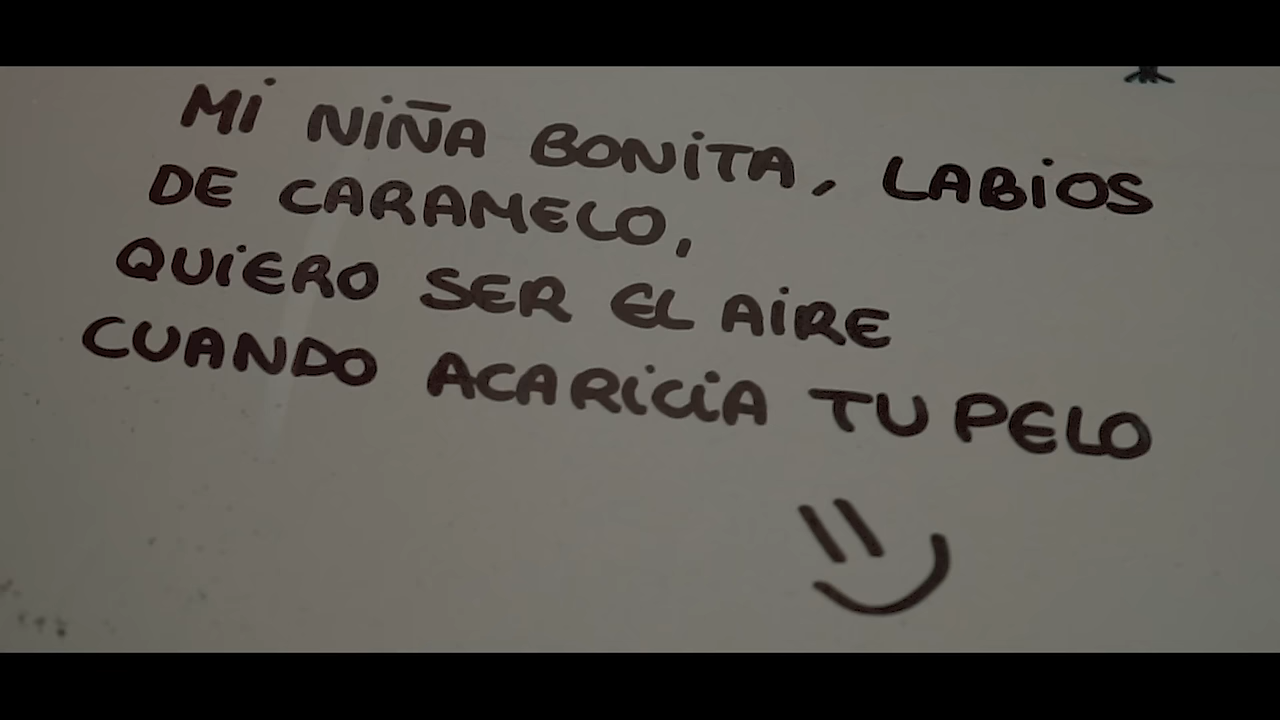 MI NIÑA BONITA, LABIOS
DE CARAMELO,
QUIERO SER EL AIRE
CUANDO ACARICIA TU PELO